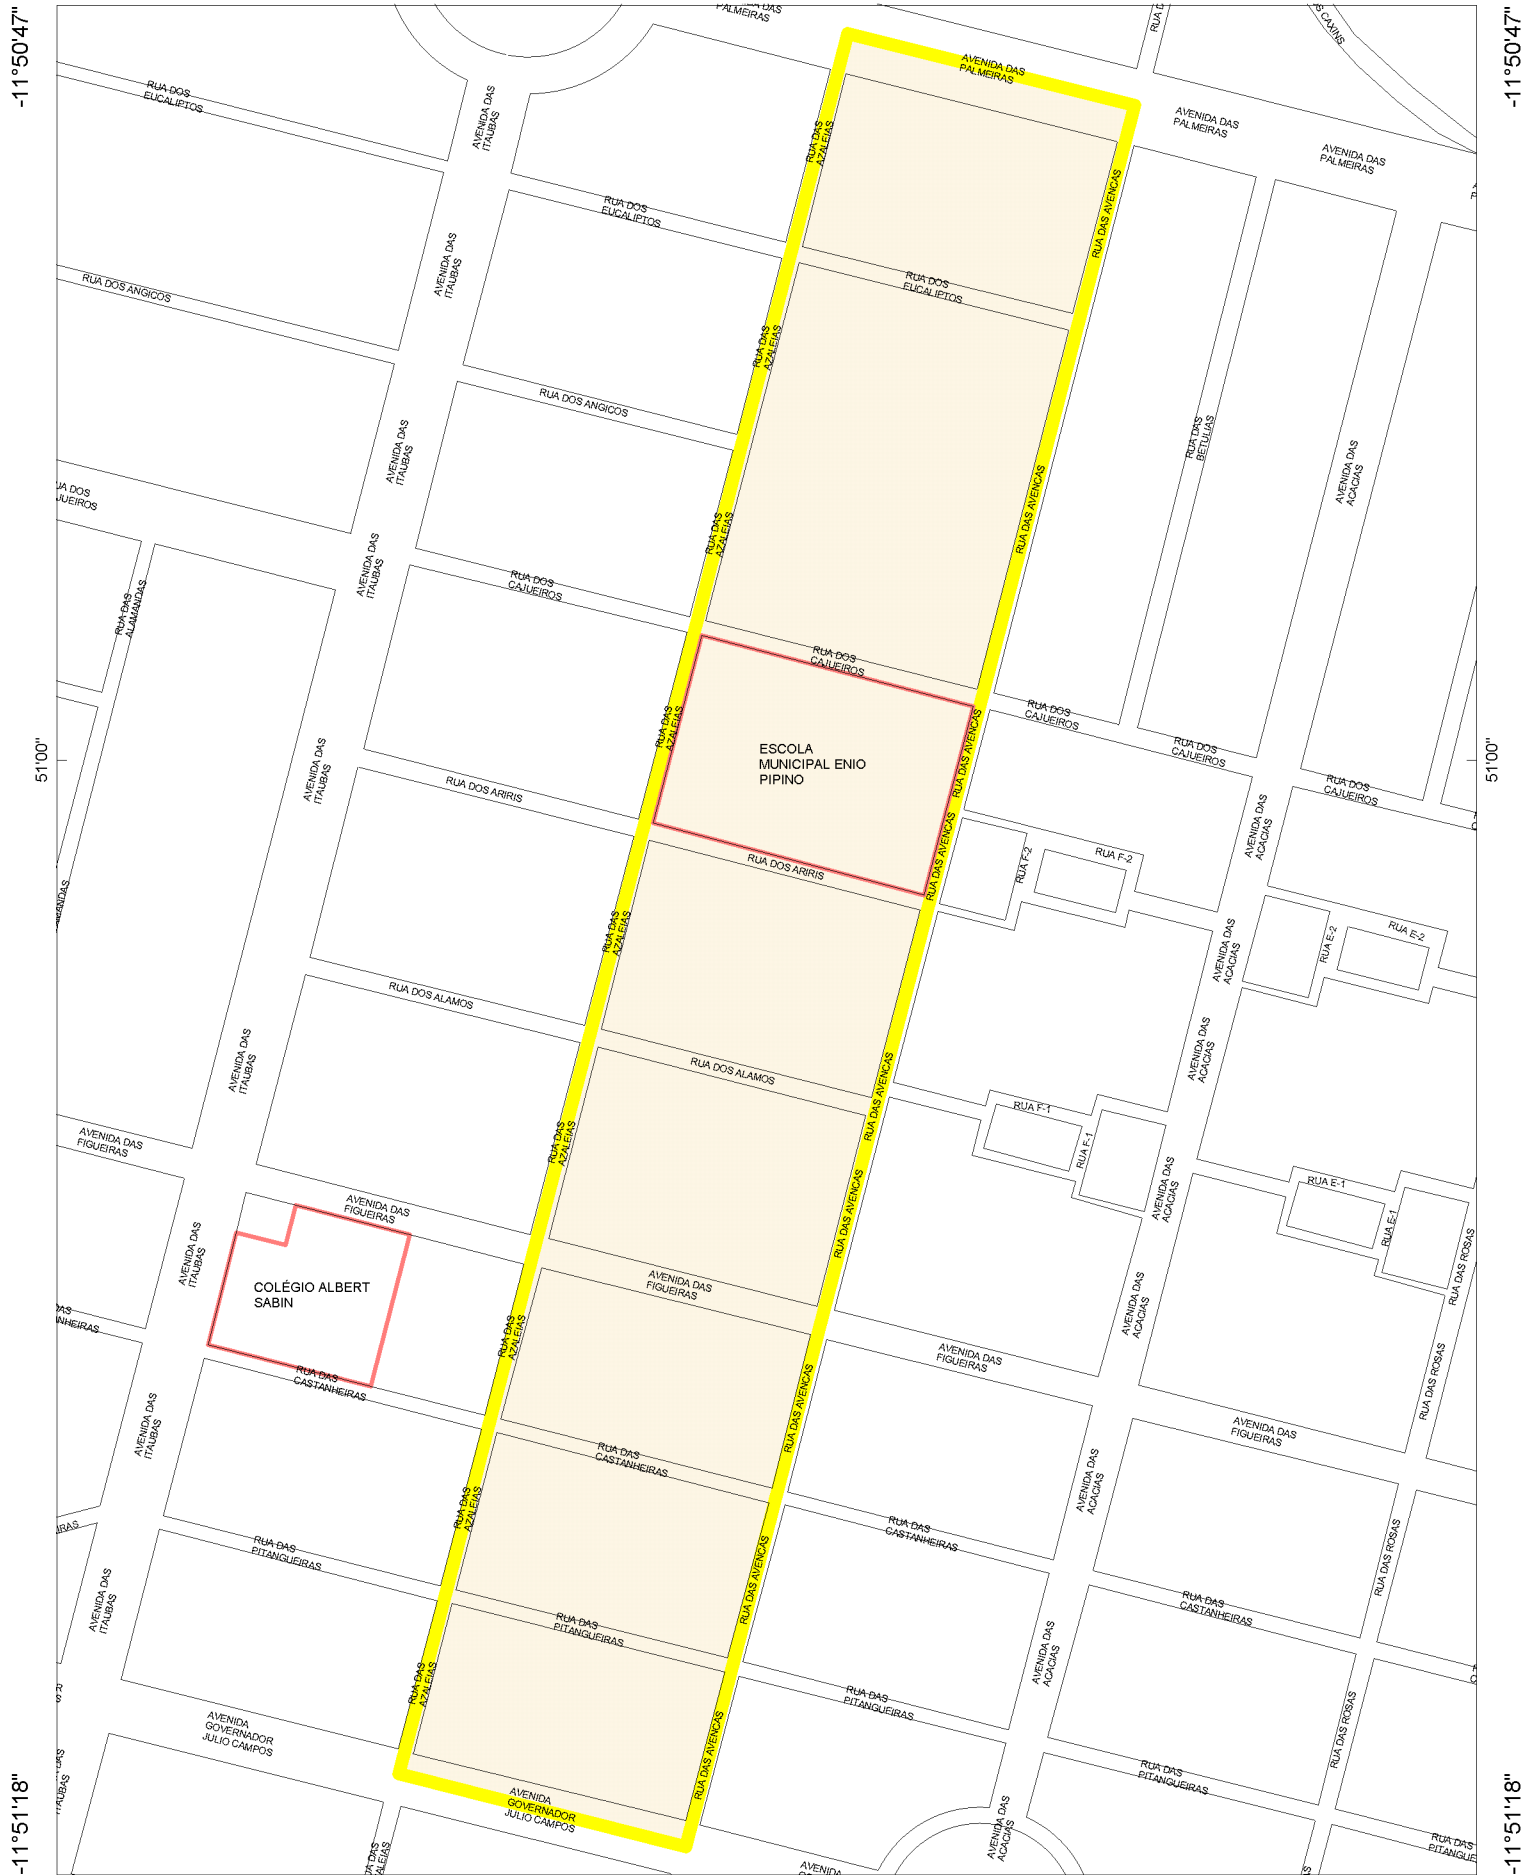 -11°50'47"
-11°50'47"
PALMEIRAS
AVENIDA DAS
PALMEIRAS
RUA DOS
EUCALIPTOS
AVENIDA DAS
ITAUBAS
RUA DAS
AZALEIAS
AVENIDA DAS
PALMEIRAS
AVENIDA DAS
PALMEIRAS
RUA DOS
EUCALIPTOS
RUA DAS AVENCAS
AVENIDA DAS
ITAUBAS
RUA DOS ANGICOS
RUA DOS
EUCALIPTOS
RUA DAS
AZALEIAS
RUA DOS ANGICOS
AVENIDA DAS
ITAUBAS
RUA DAS
BETULIAS
AVENIDA DAS
ACACIAS
RUA DAS AVENCAS
RUA DAS
AZALEIAS
AVENIDA DAS
ITAUBAS
RUA DOS
CAJUEIROS
RUA DAS
ALAMANDAS
RUA DOS
CAJUEIROS
RUA DAS
AZALEIAS
RUA DOS
CAJUEIROS
RUA DOS
CAJUEIROS
51'00"
51'00"
AVENIDA DAS
ITAUBAS
ESCOLA
MUNICIPAL ENIO
PIPINO
RUA DAS AVENCAS
RUA DOS ARIRIS
RUA DOS
CAJUEIROS
AVENIDA DAS
ACACIAS
RUA DOS ARIRIS
RUA DAS AVENCAS
RUA F-2
RUA F-2
RUA DAS
AZALEIAS
AVENIDA DAS
ACACIAS
RUA E-2
RUA E-2
RUA DOS ALAMOS
AVENIDA DAS
ITAUBAS
RUA DOS ALAMOS
RUA DAS AVENCAS
AVENIDA DAS
ACACIAS
RUA F-1
RUA F-1
AVENIDA DAS
FIGUEIRAS
RUA DAS
AZALEIAS
AVENIDA DAS
ACACIAS
RUA E-1
RUA E-1
AVENIDA DAS
FIGUEIRAS
RUA DAS AVENCAS
AVENIDA DAS
ITAUBAS
COLÉGIO ALBERT
SABIN
AVENIDA DAS
FIGUEIRAS
RUA DAS ROSAS
AVENIDA DAS
ACACIAS
RUA DAS
AZALEIAS
AVENIDA DAS
FIGUEIRAS
RUA DAS
CASTANHEIRAS
RUA DAS ROSAS
RUA DAS AVENCAS
AVENIDA DAS
ITAUBAS
AVENIDA DAS
FIGUEIRAS
RUA DAS
CASTANHEIRAS
AVENIDA DAS
ACACIAS
RUA DAS
AZALEIAS
RUA DAS
CASTANHEIRAS
RUA DAS
PITANGUEIRAS
RUA DAS ROSAS
RUA DAS AVENCAS
AVENIDA DAS
ITAUBAS
RUA DAS
CASTANHEIRAS
RUA DAS
PITANGUEIRAS
AVENIDA DAS
ACACIAS
RUA DAS
AZALEIAS
RUA DAS
PITANGUEIRAS
AVENIDA
GOVERNADOR
JULIO CAMPOS
RUA DAS ROSAS
RUA DAS AVENCAS
RUA DAS
PITANGUEIRAS
AVENIDA
GOVERNADOR
JULIO CAMPOS
AVENIDA DAS
ACACIAS
RUA DAS
AVENIDA
-11°51'18"
-11°51'18"